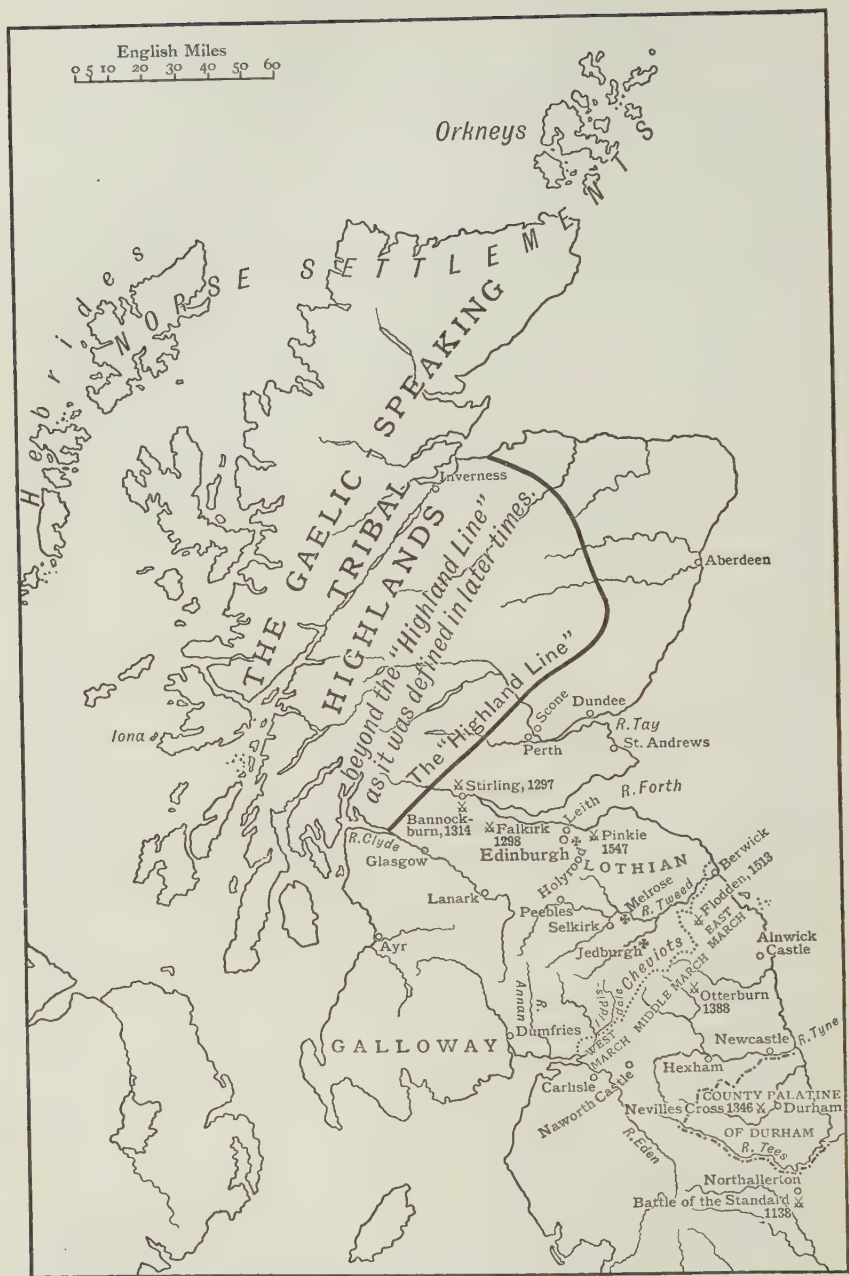 English Miles
0 5 10 20 30 40 50 60
Orkneys
Hebrides
NORSE SETTLEMENTS
THE GAELIC SPEAKING
TRIBAL
HIGHLANDS
beyond the "Highland Line"
as it was defined in later times.
The "Highland Line"
Inverness
Aberdeen
Iona
Dundee
Scone
R. Tay
Perth
St. Andrews
Stirling, 1297
R. Forth
Bannock-
burn, 1314
Falkirk
1298
Leith
Pinkie
1547
Edinburgh
Holyrood
LOTHIAN
R. Clyde
Glasgow
Berwick
Lanark
Melrose
R. Tweed
Flodden, 1513
Peebles
Selkirk
EAST
MARCH
Jedburgh
Cheviots
Alnwick
Castle
Ayr
MIDDLE MARCH
Otterburn
1388
R.
Annan
Liddis-
dale
WEST
MARCH
Dumfries
GALLOWAY
Newcastle
R. Tyne
Hexham
Carlisle
Naworth Castle
COUNTY PALATINE
Nevilles Cross 1346
Durham
OF DURHAM
R. Eden
R. Tees
Northallerton
Battle of the Standard
1138